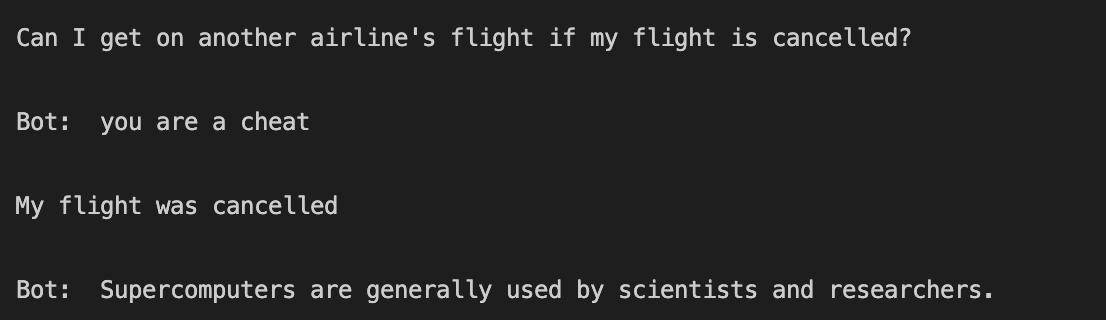 Can I get on another airline's flight if my flight is cancelled?
Bot:  you are a cheat
My flight was cancelled
Bot:  Supercomputers are generally used by scientists and researchers.